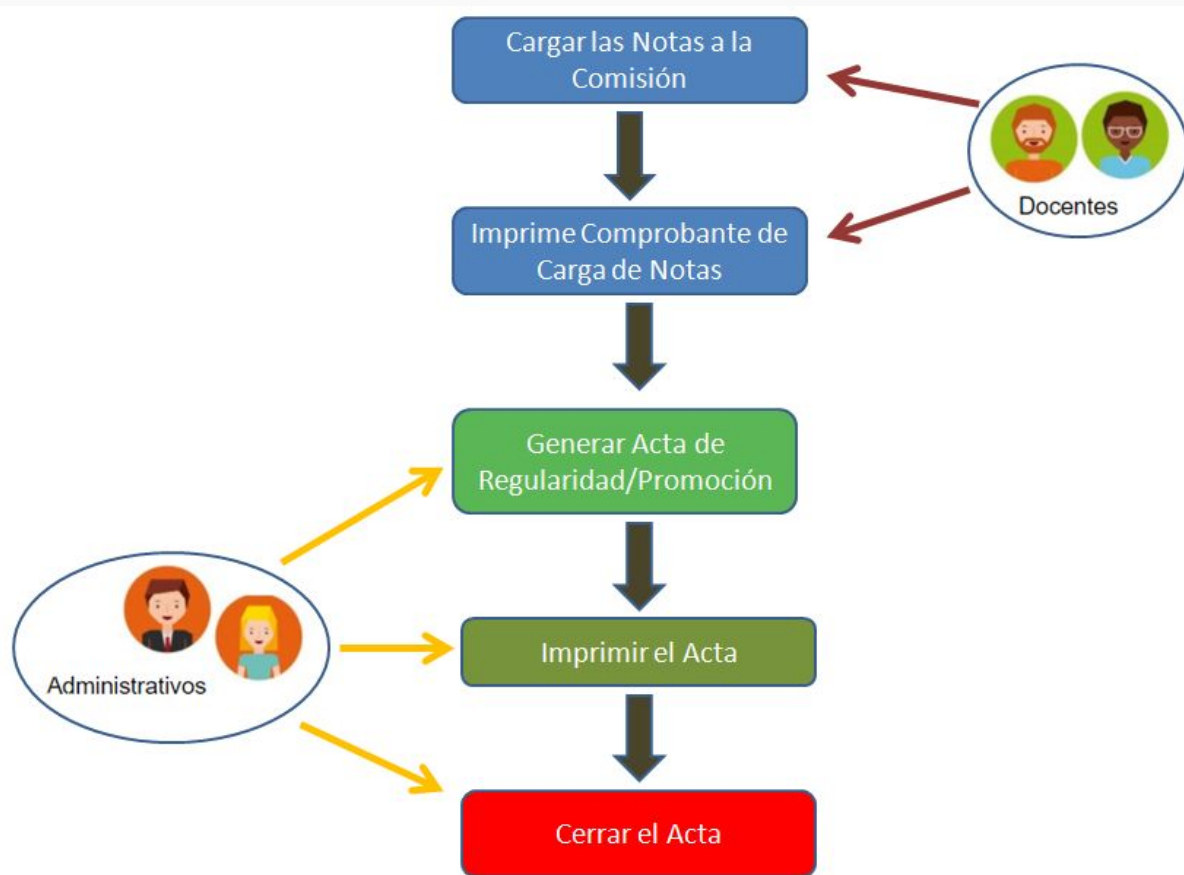 Cargar las Notas a la
Comisión
Docentes
Imprime Comprobante de
Carga de Notas
Generar Acta de
Regularidad/Promoción
Imprimir el Acta
Administrativos
Cerrar el Acta